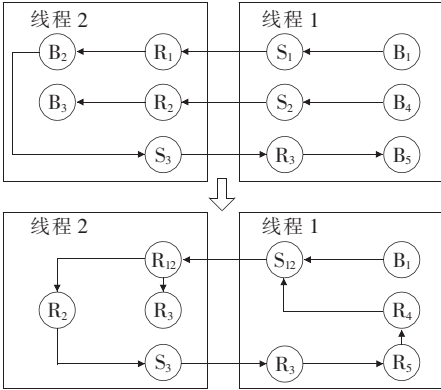 线程 2 线程 1
B₂ R₁ S₁ B₁
B₃ R₂ S₂ B₄
S₃ R₃ B₅
线程 2 线程 1
R₁₂ S₁₂ B₁
R₂ R₃ R₄
S₃ R₃ R₅